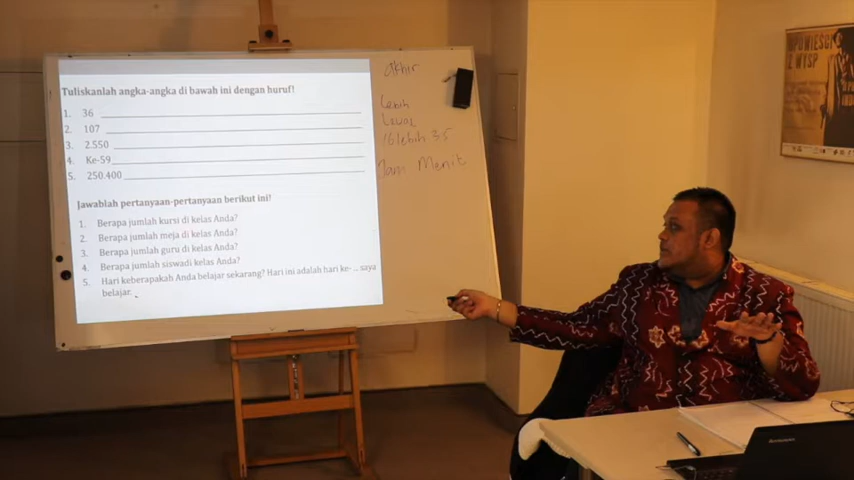 Tuliskanlah angka-angka di bawah ini dengan huruf!
1. 36
2. 107
3. 2.550
4. Ke-59
5. 250.400
Jawablah pertanyaan-pertanyaan berikut ini!
1. Berapa jumlah kursi di kelas Anda?
2. Berapa jumlah meja di kelas Anda?
3. Berapa jumlah guru di kelas Anda?
4. Berapa jumlah siswadi kelas Anda?
5. Hari keberapakah Anda belajar sekarang? Hari ini adalah hari ke- ... saya
belajar.
akhir
Lebih
Lewat
16 lebih 35
Jam Menit
OPOWIEŚCI
Z WYSP
lenovo